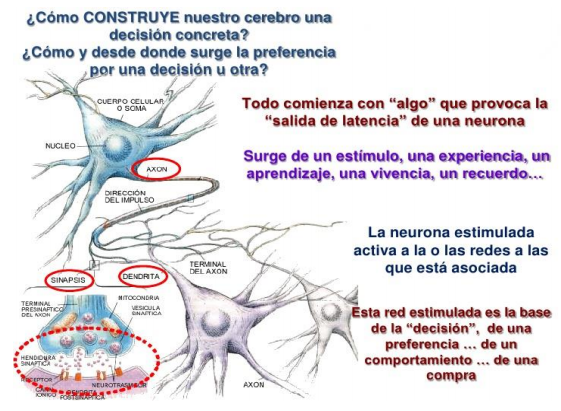 ¿Cómo CONSTRUYE nuestro cerebro una
decisión concreta?
¿Cómo y desde donde surge la preferencia
por una decisión u otra?
CUERPO CELULAR
O SOMA
NUCLEO
AXON
DIRECCIÓN
DEL IMPULSO
Todo comienza con “algo” que provoca la
“salida de latencia” de una neurona
Surge de un estímulo, una experiencia, un
aprendizaje, una vivencia, un recuerdo…
La neurona estimulada
activa a la o las redes a las
que está asociada
Esta red estimulada es la base
de la “decisión”, de una
preferencia … de un
comportamiento … de una
compra
TERMINAL
DEL AXON
SINAPSIS
DENDRITA
MITOCONDRIA
TERMINAL
PRESINAPTICO
DEL AXON
VESICULA
SINAPTICA
HENDIDURA
SINAPTICA
RECEPTOR
NEUROTRASMISOR
IONICO
DENDRITA
POSTSINAPTICA
AXON